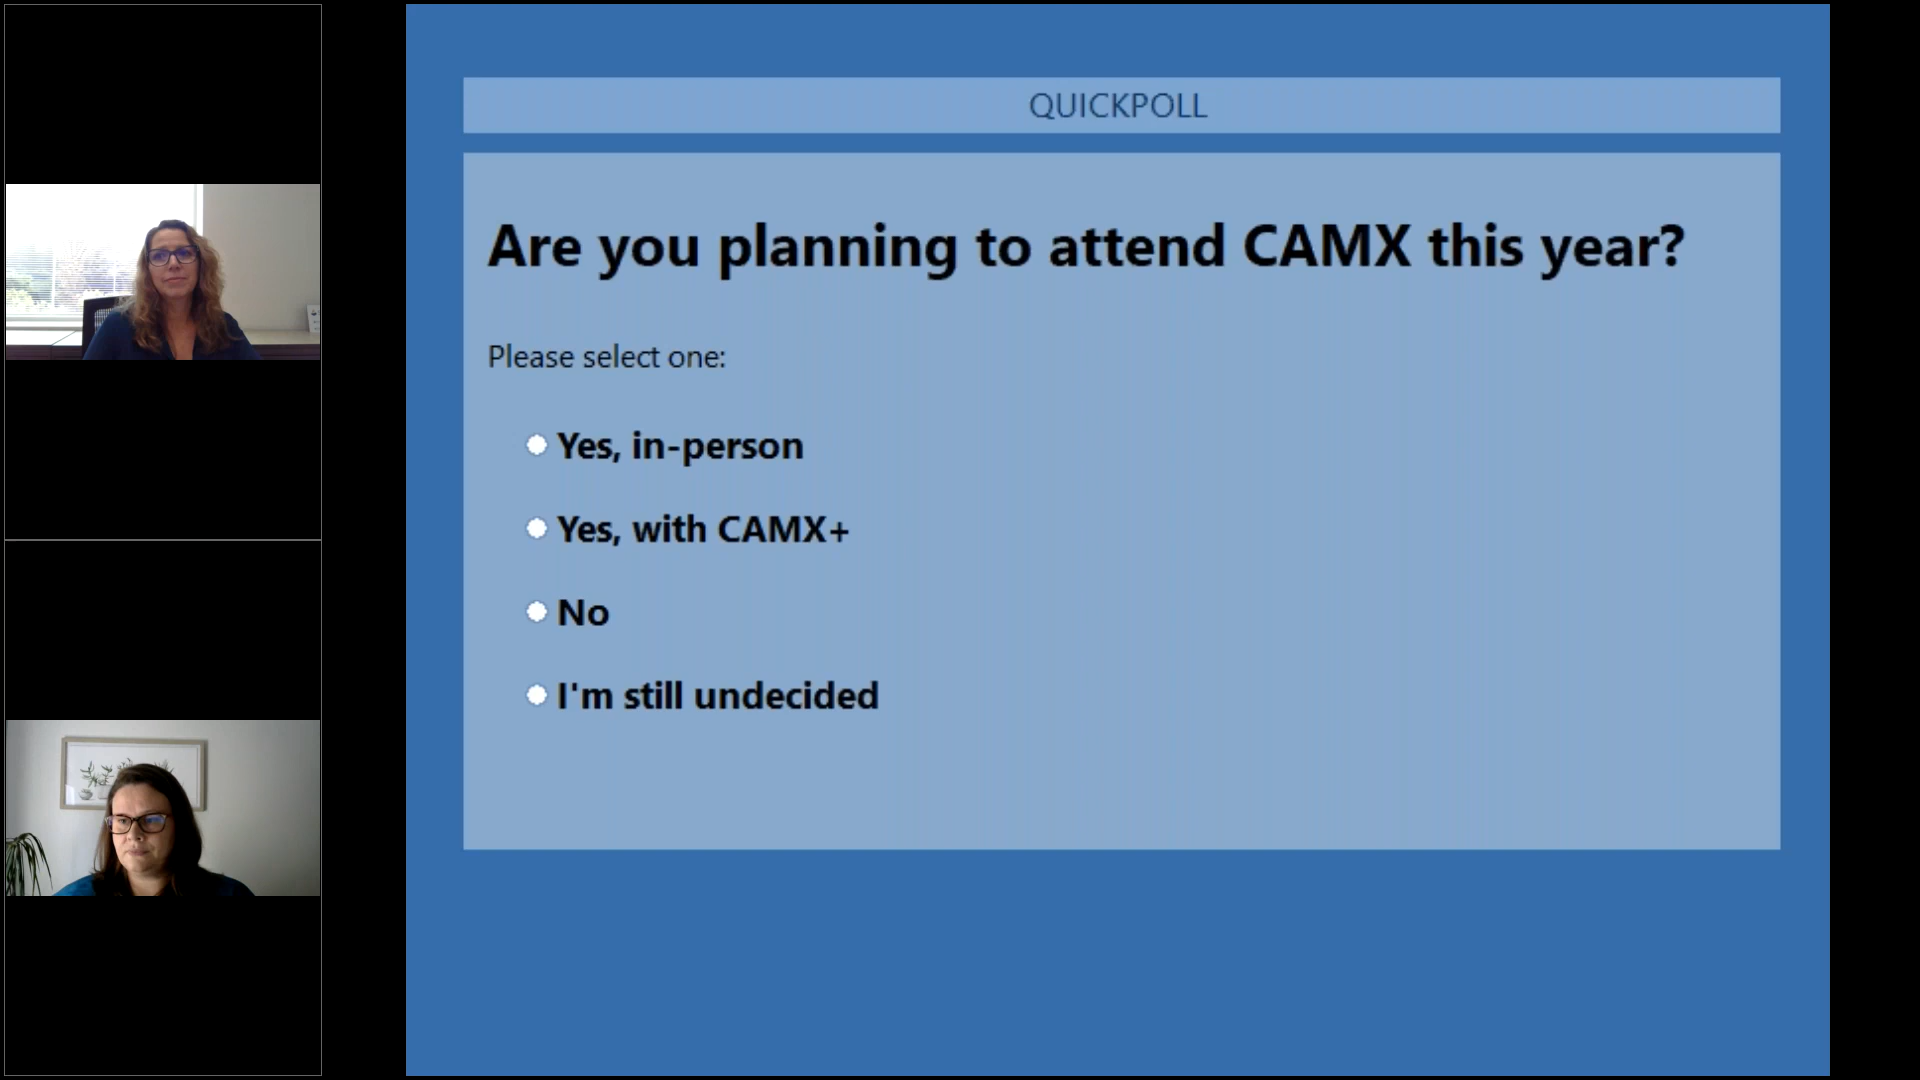 QUICKPOLL
Are you planning to attend CAMX this year?
Please select one:
Yes, in-person
Yes, with CAMX+
No
I'm still undecided